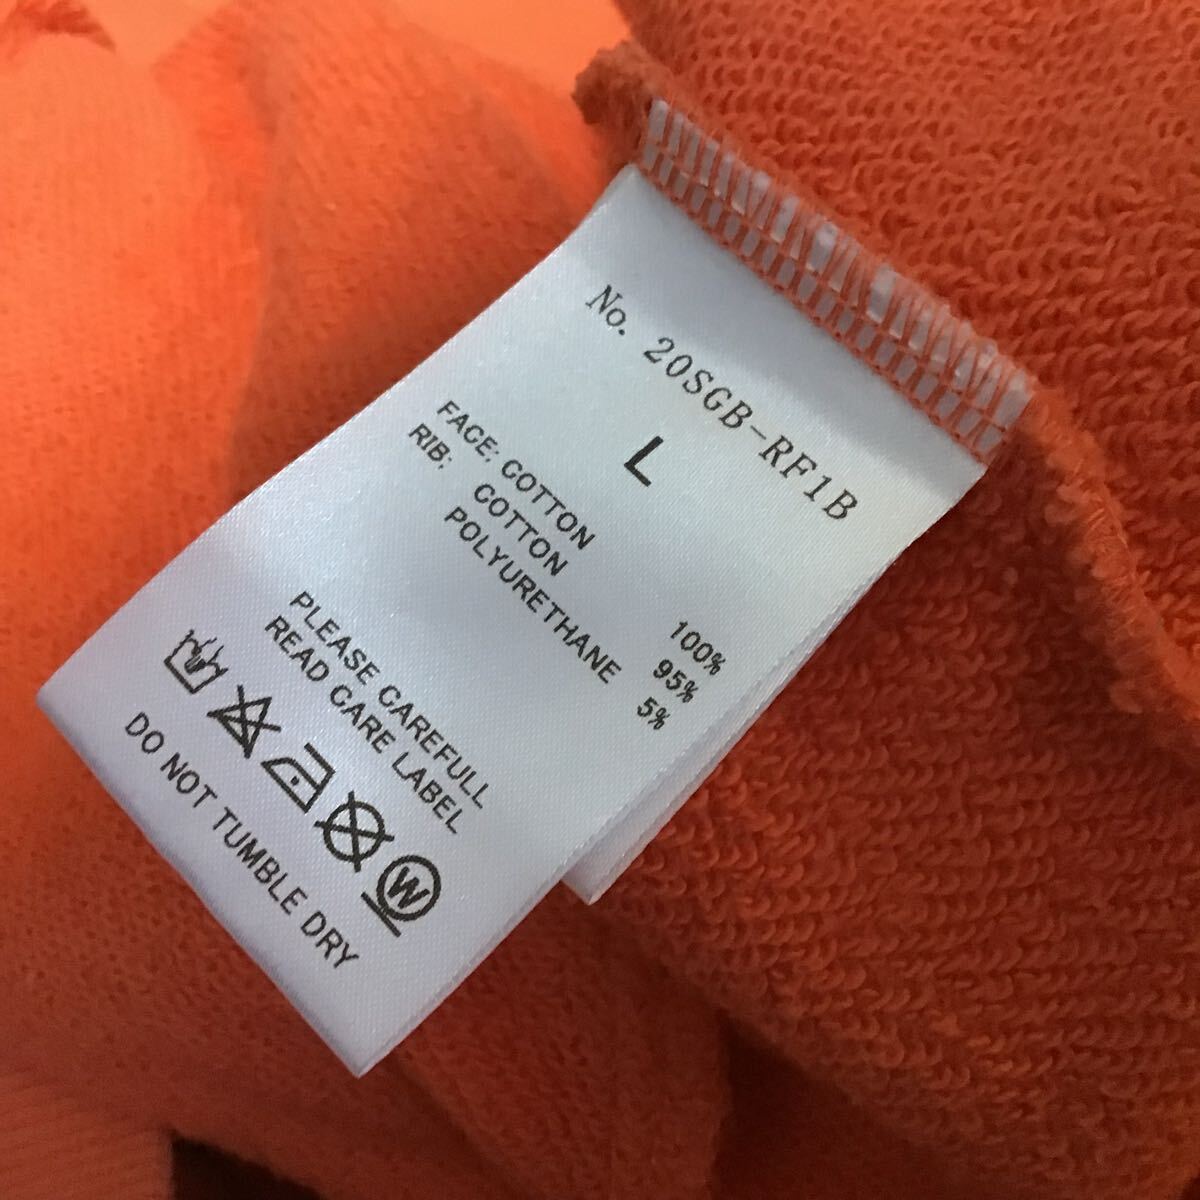 No. 20SGB-RF1B
L
FACE: COTTON 100%
RIB: COTTON 95%
POLYURETHANE 5%
PLEASE CAREFULL
READ CARE LABEL
W
DO NOT TUMBLE DRY